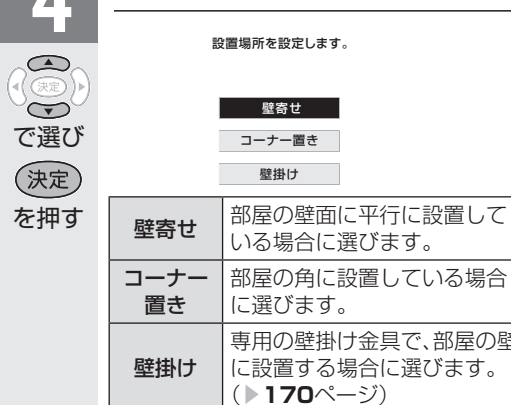 4
設置場所を設定します。
決定
で選び
決定
を押す
壁寄せ
コーナー置き
壁掛け
壁寄せ
部屋の壁面に平行に設置して
いる場合に選びます。
コーナー
置き
部屋の角に設置している場合
に選びます。
壁掛け
専用の壁掛け金具で、部屋の壁
に設置する場合に選びます。
(▶170ページ)